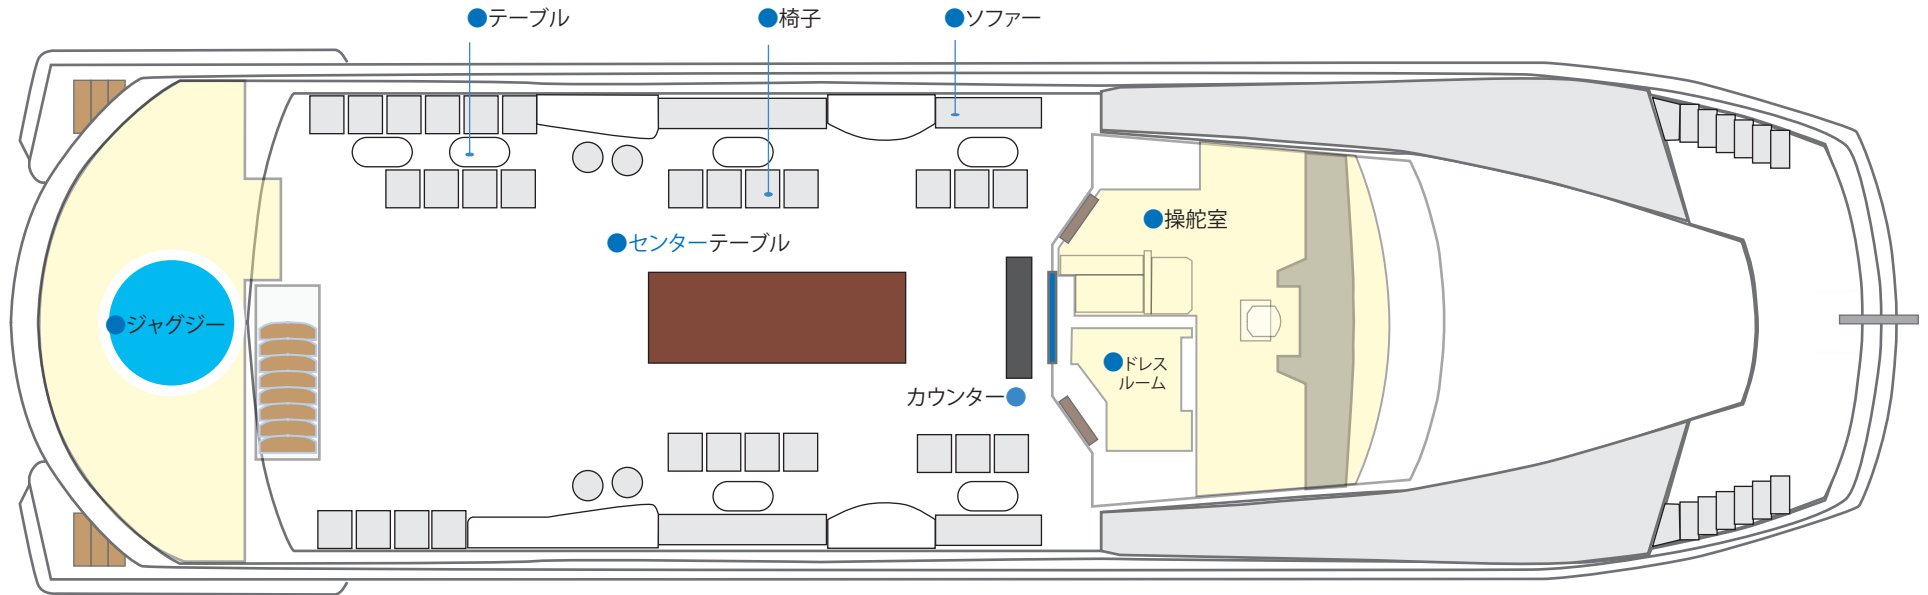 テーブル
椅子
ソファー
操舵室
センターテーブル
ジャグジー
ドレス
ルーム
カウンター